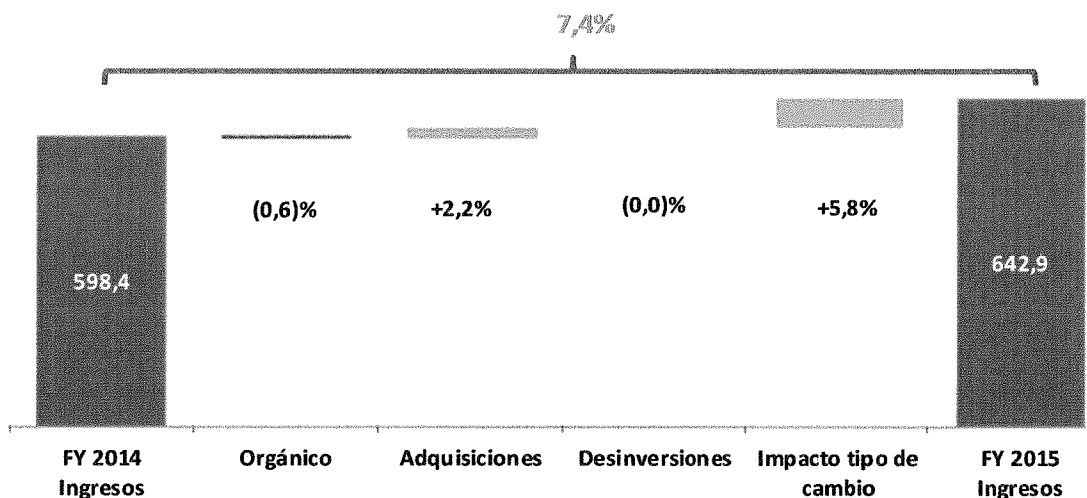 7,4%
(0,6)%
+2,2%
(0,0)%
+5,8%
598,4
642,9
FY 2014
Ingresos
Orgánico
Adquisiciones
Desinversiones
Impacto tipo de
cambio
FY 2015
Ingresos